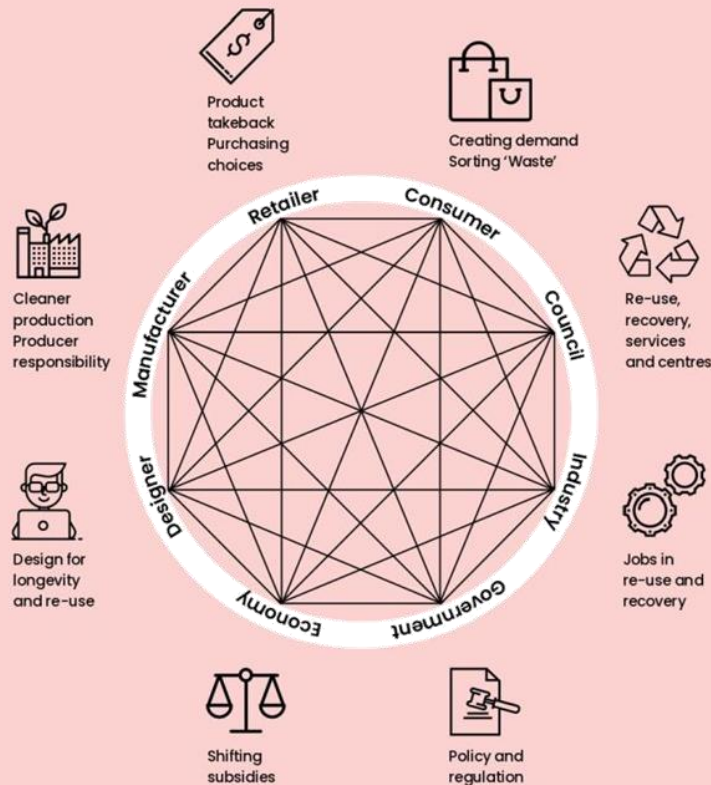 $
Product
takeback
Purchasing
choices
Creating demand
Sorting ‘Waste’
Retailer
Consumer
Manufacturer
Council
Cleaner
production
Producer
responsibility
Re-use,
recovery,
services
and centres
Designer
Industry
Design for
longevity
and re-use
Jobs in
re-use and
recovery
Economy
Government
Shifting
subsidies
Policy and
regulation